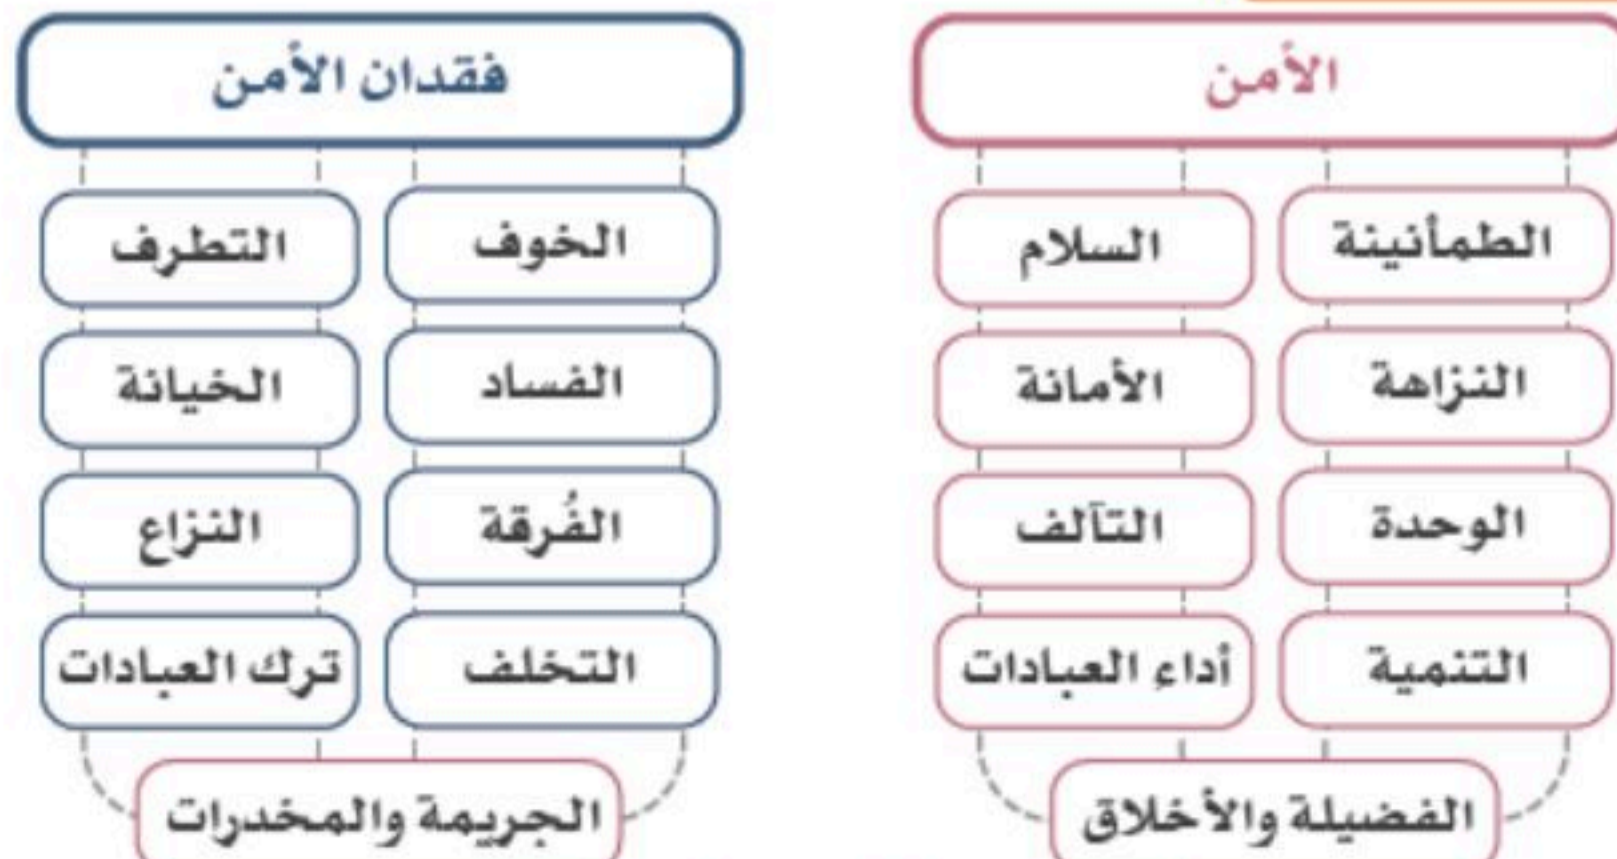 الأمن
الطمأنينة
السلام
النزاهة
الأمانة
الوحدة
التآلف
التنمية
أداء العبادات
الفضيلة والأخلاق
فقدان الأمن
الخوف
التطرف
الفساد
الخيانة
الفُرقة
النزاع
التخلف
ترك العبادات
الجريمة والمخدرات